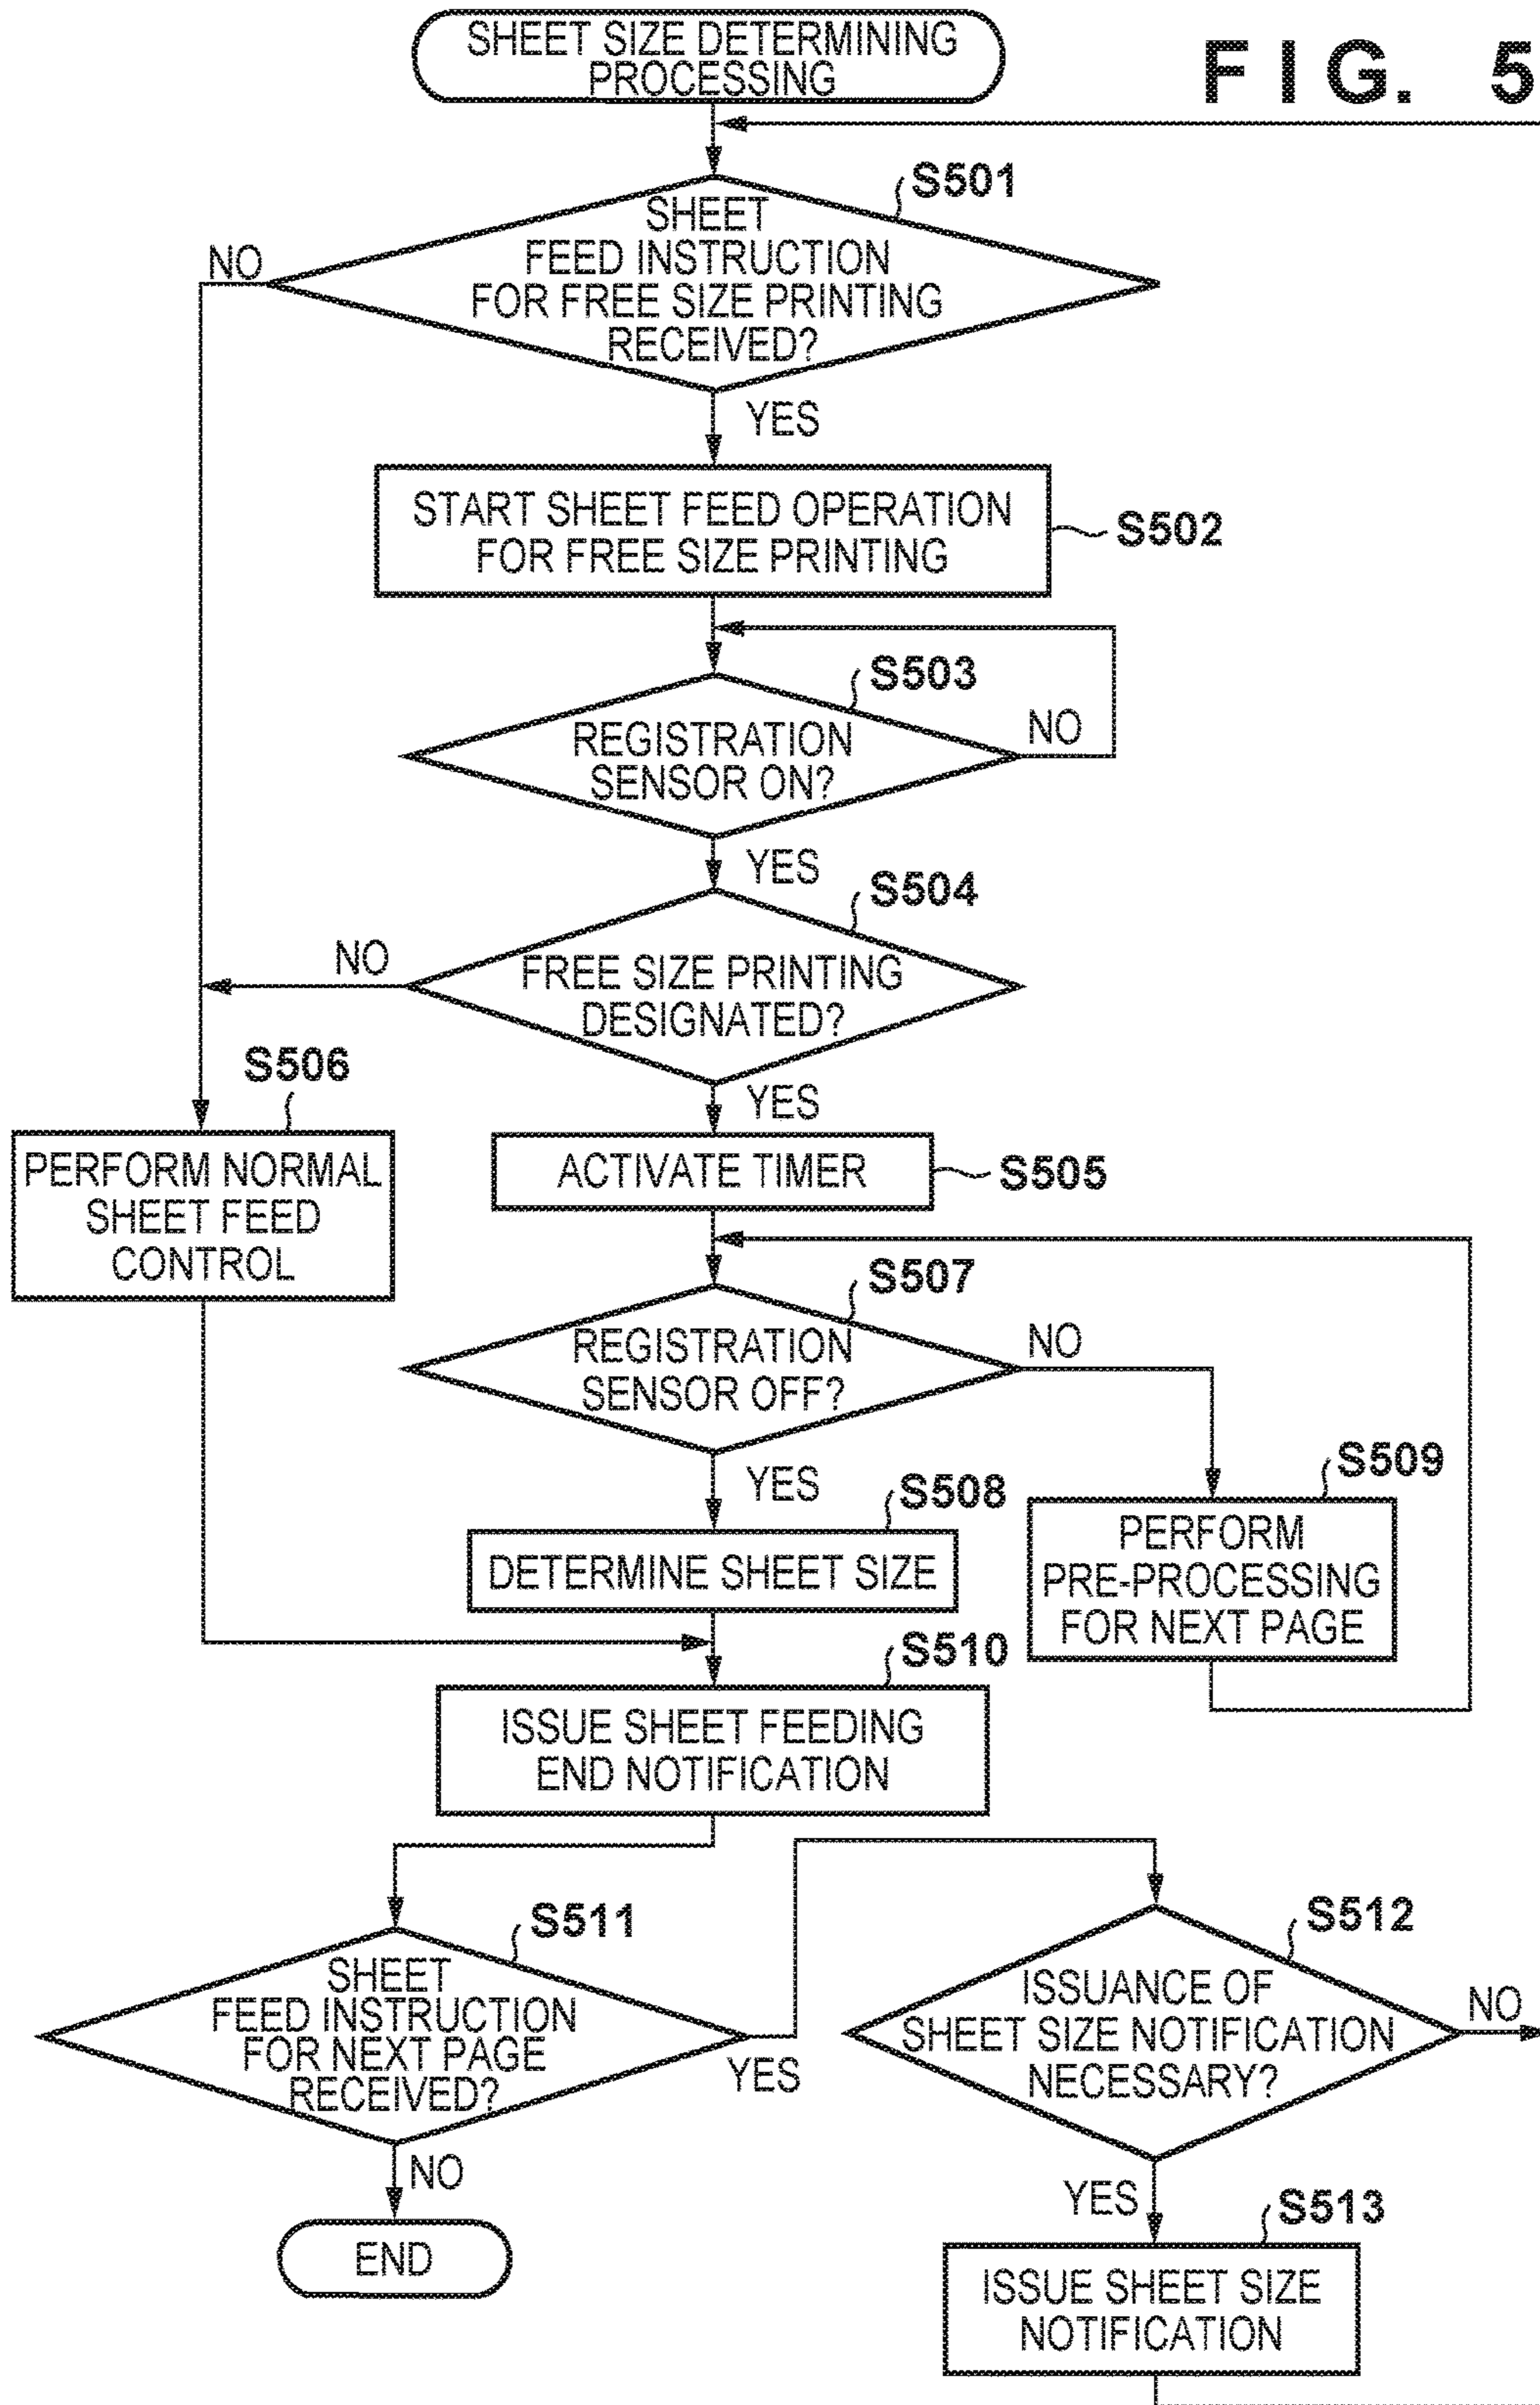 SHEET SIZE DETERMINING
PROCESSING
FIG. 5
S501
SHEET
FEED INSTRUCTION
FOR FREE SIZE PRINTING
RECEIVED?
NO
YES
START SHEET FEED OPERATION
FOR FREE SIZE PRINTING
S502
S503
REGISTRATION
SENSOR ON?
NO
YES
S504
FREE SIZE PRINTING
DESIGNATED?
NO
YES
S506
PERFORM NORMAL
SHEET FEED
CONTROL
ACTIVATE TIMER
S505
S507
REGISTRATION
SENSOR OFF?
NO
YES
S508
DETERMINE SHEET SIZE
S509
PERFORM
PRE-PROCESSING
FOR NEXT PAGE
S510
ISSUE SHEET FEEDING
END NOTIFICATION
S511
SHEET
FEED INSTRUCTION
FOR NEXT PAGE
RECEIVED?
YES
NO
END
S512
ISSUANCE OF
SHEET SIZE NOTIFICATION
NECESSARY?
NO
YES
S513
ISSUE SHEET SIZE
NOTIFICATION